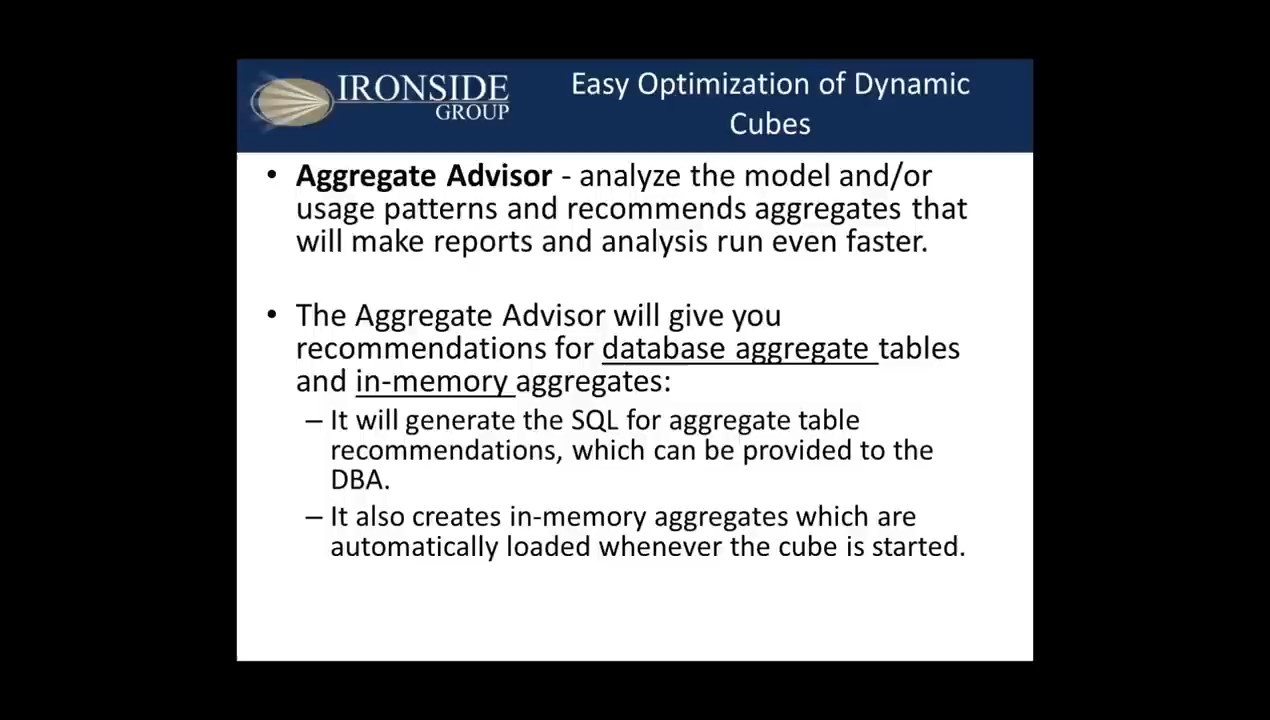 IRONSIDE
GROUP
Easy Optimization of Dynamic
Cubes
• Aggregate Advisor - analyze the model and/or
usage patterns and recommends aggregates that
will make reports and analysis run even faster.
• The Aggregate Advisor will give you
recommendations for database aggregate tables
and in-memory aggregates:
– It will generate the SQL for aggregate table
recommendations, which can be provided to the
DBA.
– It also creates in-memory aggregates which are
automatically loaded whenever the cube is started.